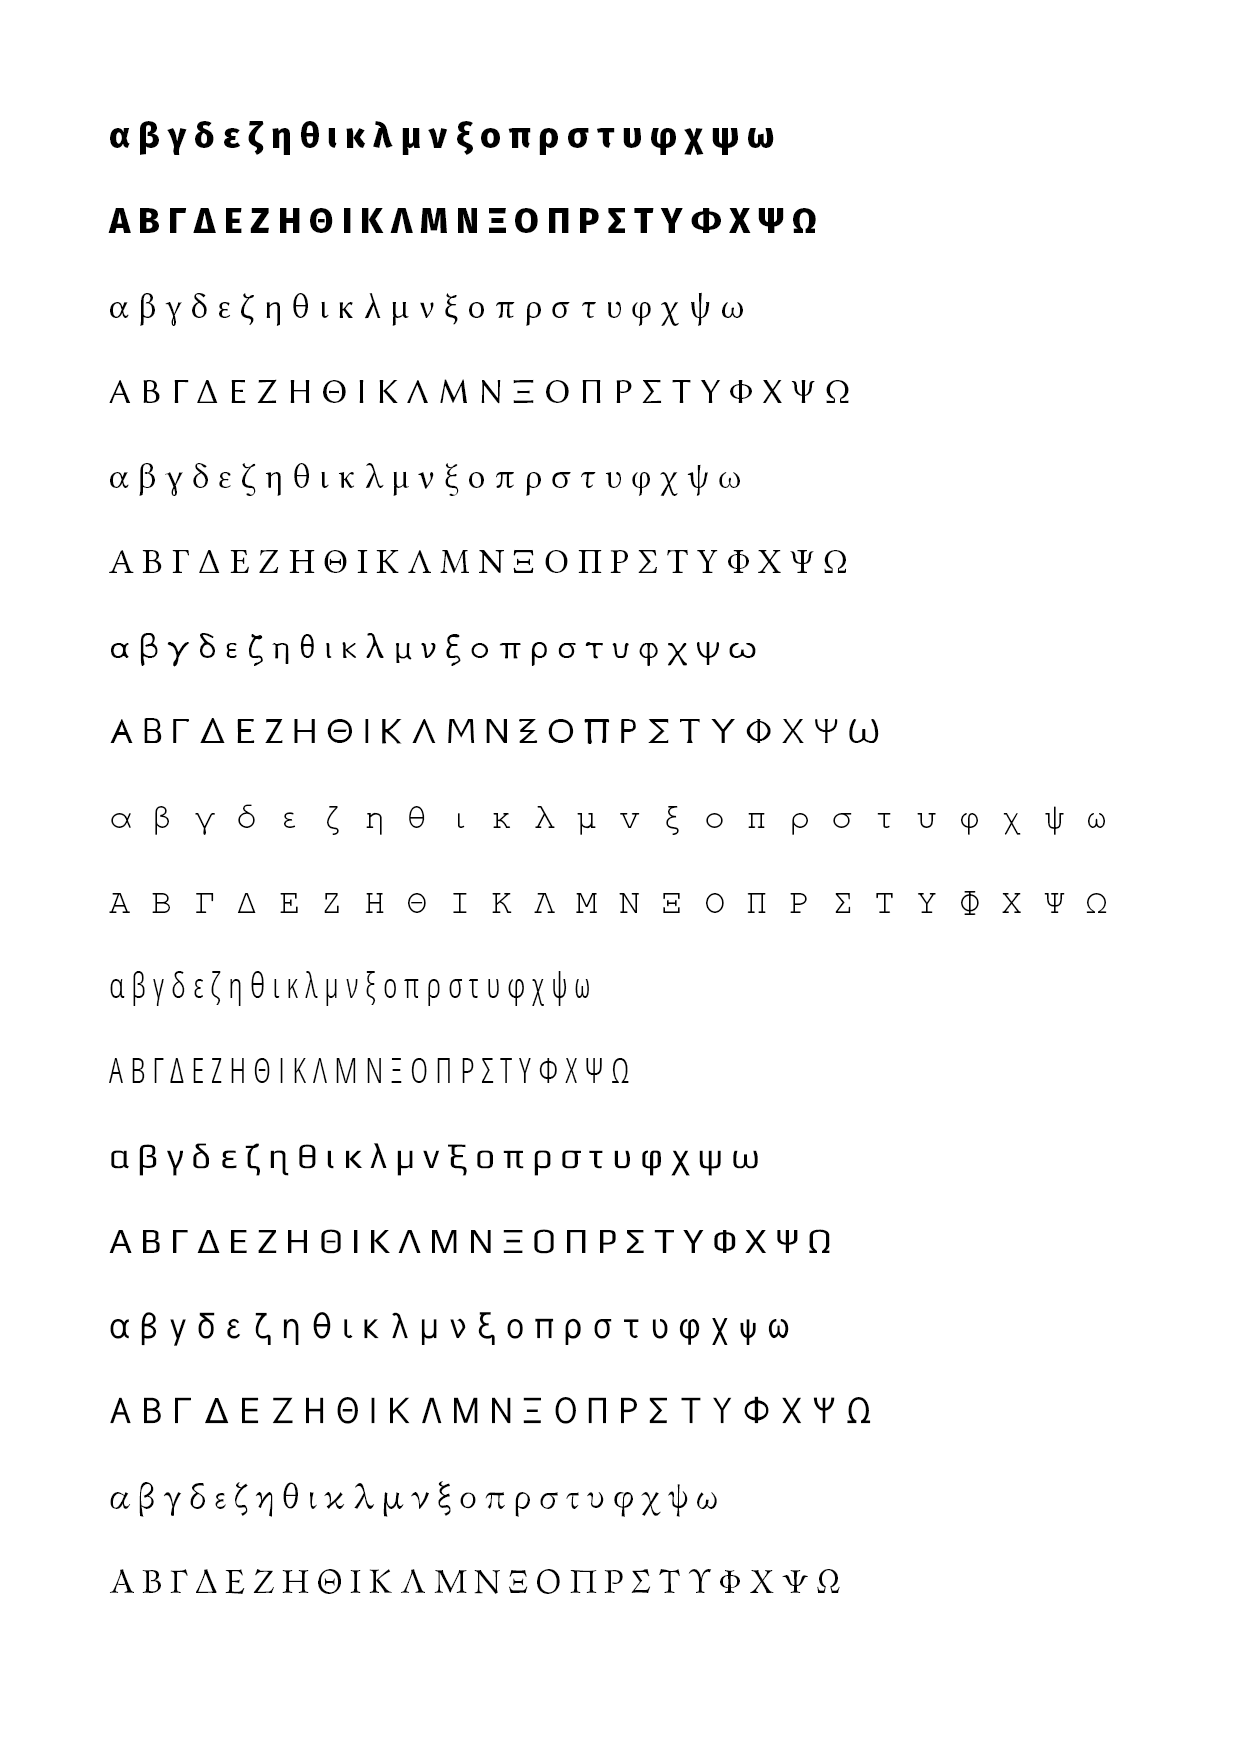 α β γ δ ε ζ η θ ι κ λ μ ν ξ ο π ρ σ τ υ φ χ ψ ω
Α Β Γ Δ Ε Ζ Η Θ Ι Κ Λ Μ Ν Ξ Ο Π Ρ Σ Τ Υ Φ Χ Ψ Ω
α β γ δ ε ζ η θ ι κ λ μ ν ξ ο π ρ σ τ υ φ χ ψ ω
Α Β Γ Δ Ε Ζ Η Θ Ι Κ Λ Μ Ν Ξ Ο Π Ρ Σ Τ Υ Φ Χ Ψ Ω
α β γ δ ε ζ η θ ι κ λ μ ν ξ ο π ρ σ τ υ φ χ ψ ω
Α Β Γ Δ Ε Ζ Η Θ Ι Κ Λ Μ Ν Ξ Ο Π Ρ Σ Τ Υ Φ Χ Ψ Ω
α β γ δ ε ζ η θ ι κ λ μ ν ξ ο π ρ σ τ υ φ χ ψ ω
Α Β Γ Δ Ε Ζ Η Θ Ι Κ Λ Μ Ν Ξ Ο Π Ρ Σ Τ Υ Φ Χ Ψ Ω
α β γ δ ε ζ η θ ι κ λ μ ν ξ ο π ρ σ τ υ φ χ ψ ω
Α Β Γ Δ Ε Ζ Η Θ Ι Κ Λ Μ Ν Ξ Ο Π Ρ Σ Τ Υ Φ Χ Ψ Ω
α β γ δ ε ζ η θ ι κ λ μ ν ξ ο π ρ σ τ υ φ χ ψ ω
Α Β Γ Δ Ε Ζ Η Θ Ι Κ Λ Μ Ν Ξ Ο Π Ρ Σ Τ Υ Φ Χ Ψ Ω
α β γ δ ε ζ η θ ι κ λ μ ν ξ ο π ρ σ τ υ φ χ ψ ω
Α Β Γ Δ Ε Ζ Η Θ Ι Κ Λ Μ Ν Ξ Ο Π Ρ Σ Τ Υ Φ Χ Ψ Ω
α β γ δ ε ζ η θ ι κ λ μ ν ξ ο π ρ σ τ υ φ χ ψ ω
Α Β Γ Δ Ε Ζ Η Θ Ι Κ Λ Μ Ν Ξ Ο Π Ρ Σ Τ Υ Φ Χ Ψ Ω
α β γ δ ε ζ η θ ι κ λ μ ν ξ ο π ρ σ τ υ φ χ ψ ω
Α Β Γ Δ Ε Ζ Η Θ Ι Κ Λ Μ Ν Ξ Ο Π Ρ Σ Τ Υ Φ Χ Ψ Ω